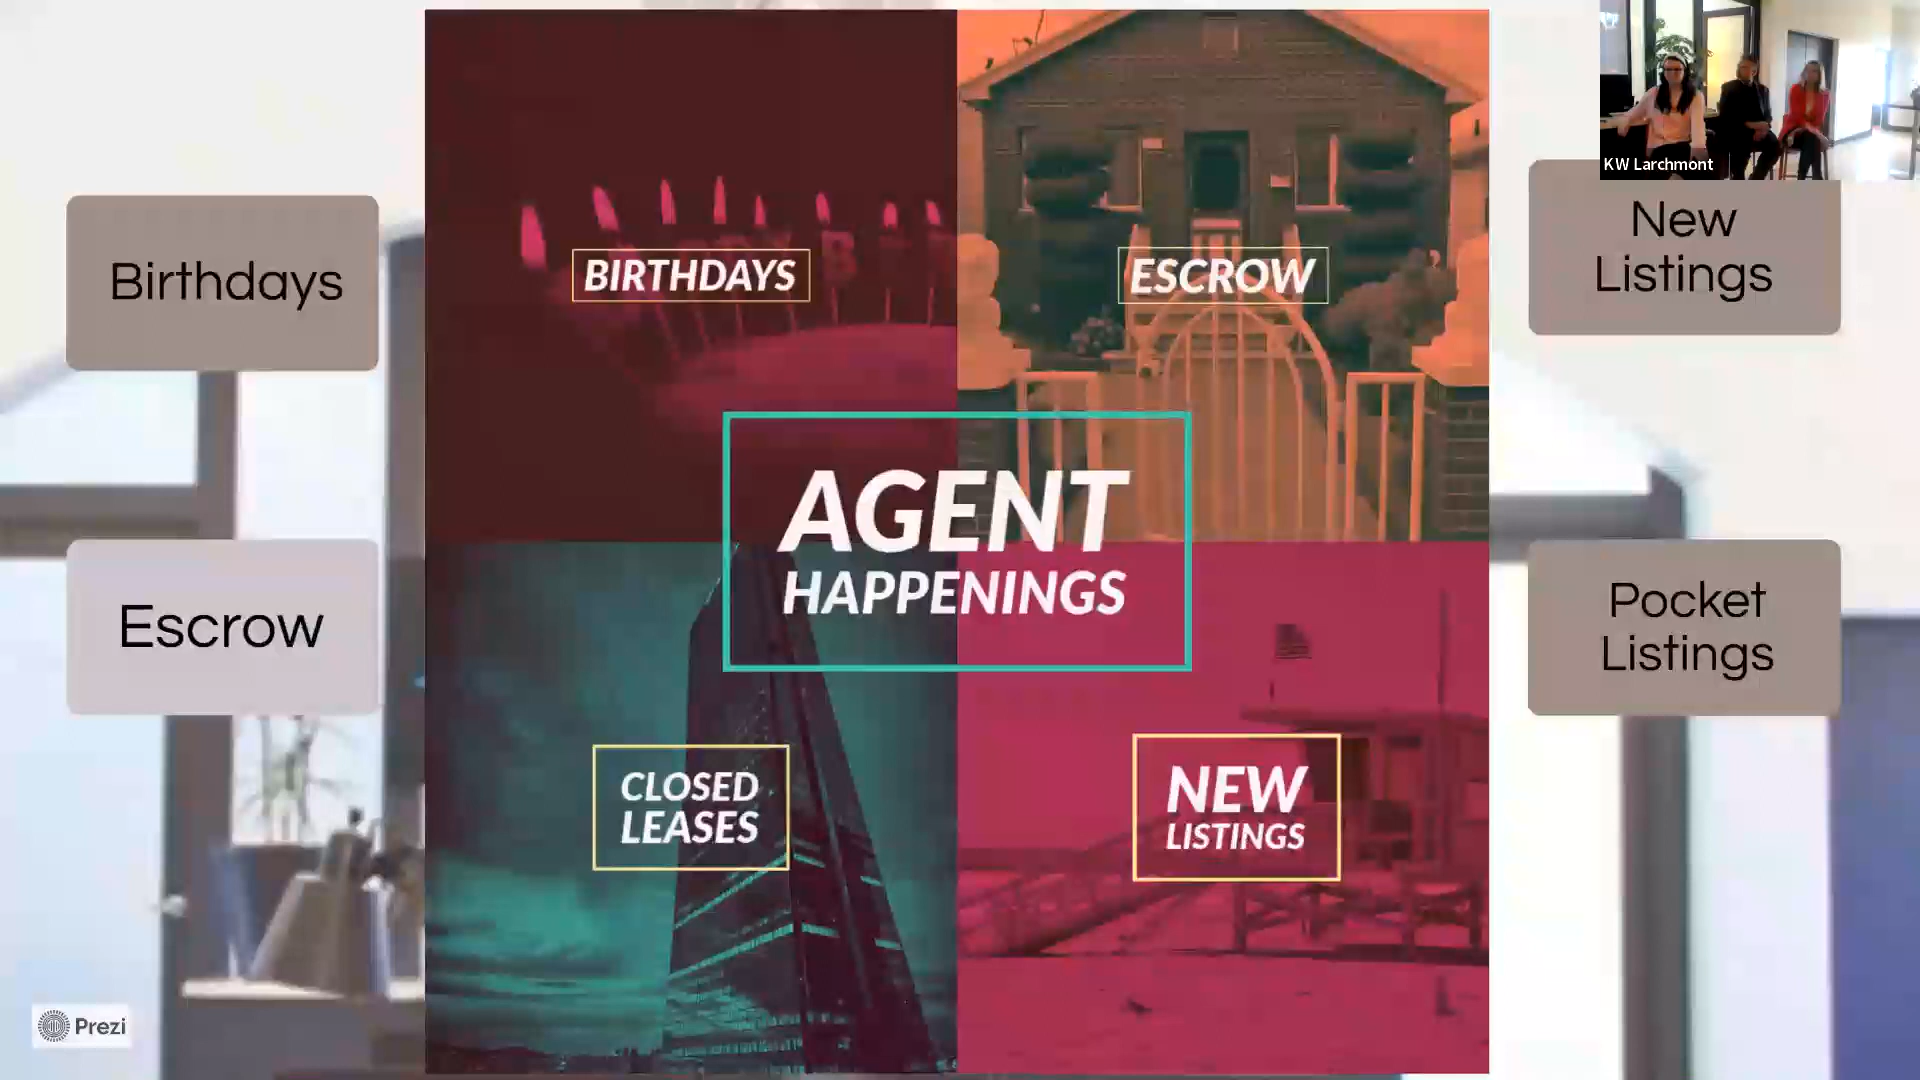 KW Larchmont
Birthdays
Escrow
BIRTHDAYS
ESCROW
AGENT
HAPPENINGS
CLOSED
LEASES
NEW
LISTINGS
New
Listings
Pocket
Listings
Prezi